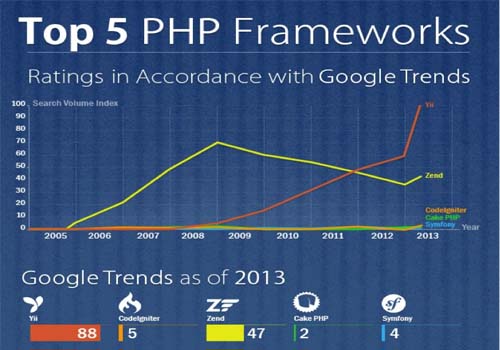 Top 5 PHP Frameworks
Ratings in Accordance with Google Trends
100 Search Volume Index
90
80
70
60
50
40
30
20
10
0
Yii
Zend
CodeIgniter
Cake PHP
Symfony
2005 2006 2007 2008 2009 2010 2011 2012 2013 Year
Google Trends as of 2013
Yii CodeIgniter Zend Cake PHP Symfony
88 5 47 2 4